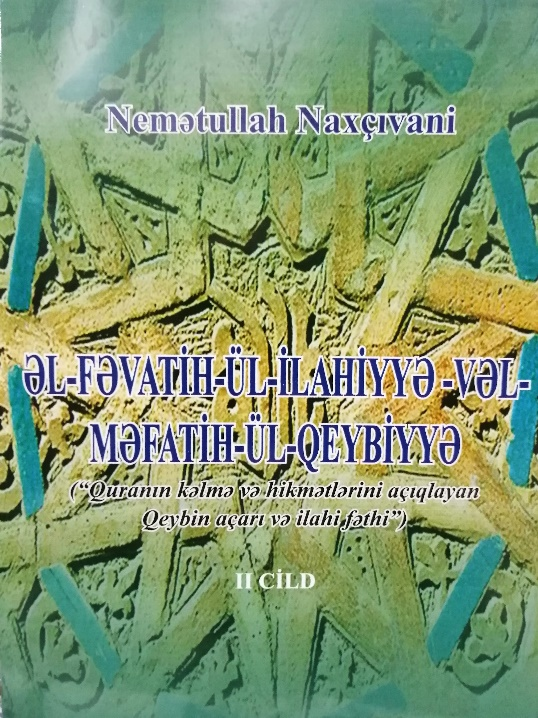 Nemətullah Naxçıvani
ƏL-FƏVATİH-ÜL-İLAHİYYƏ -VƏL-
MƏFATİH-ÜL-QEYBİYYƏ
(“Quranın kəlmə və hikmətlərini açıqlayan
Qeybin açarı və ilahi fəthi”)
II CİLD